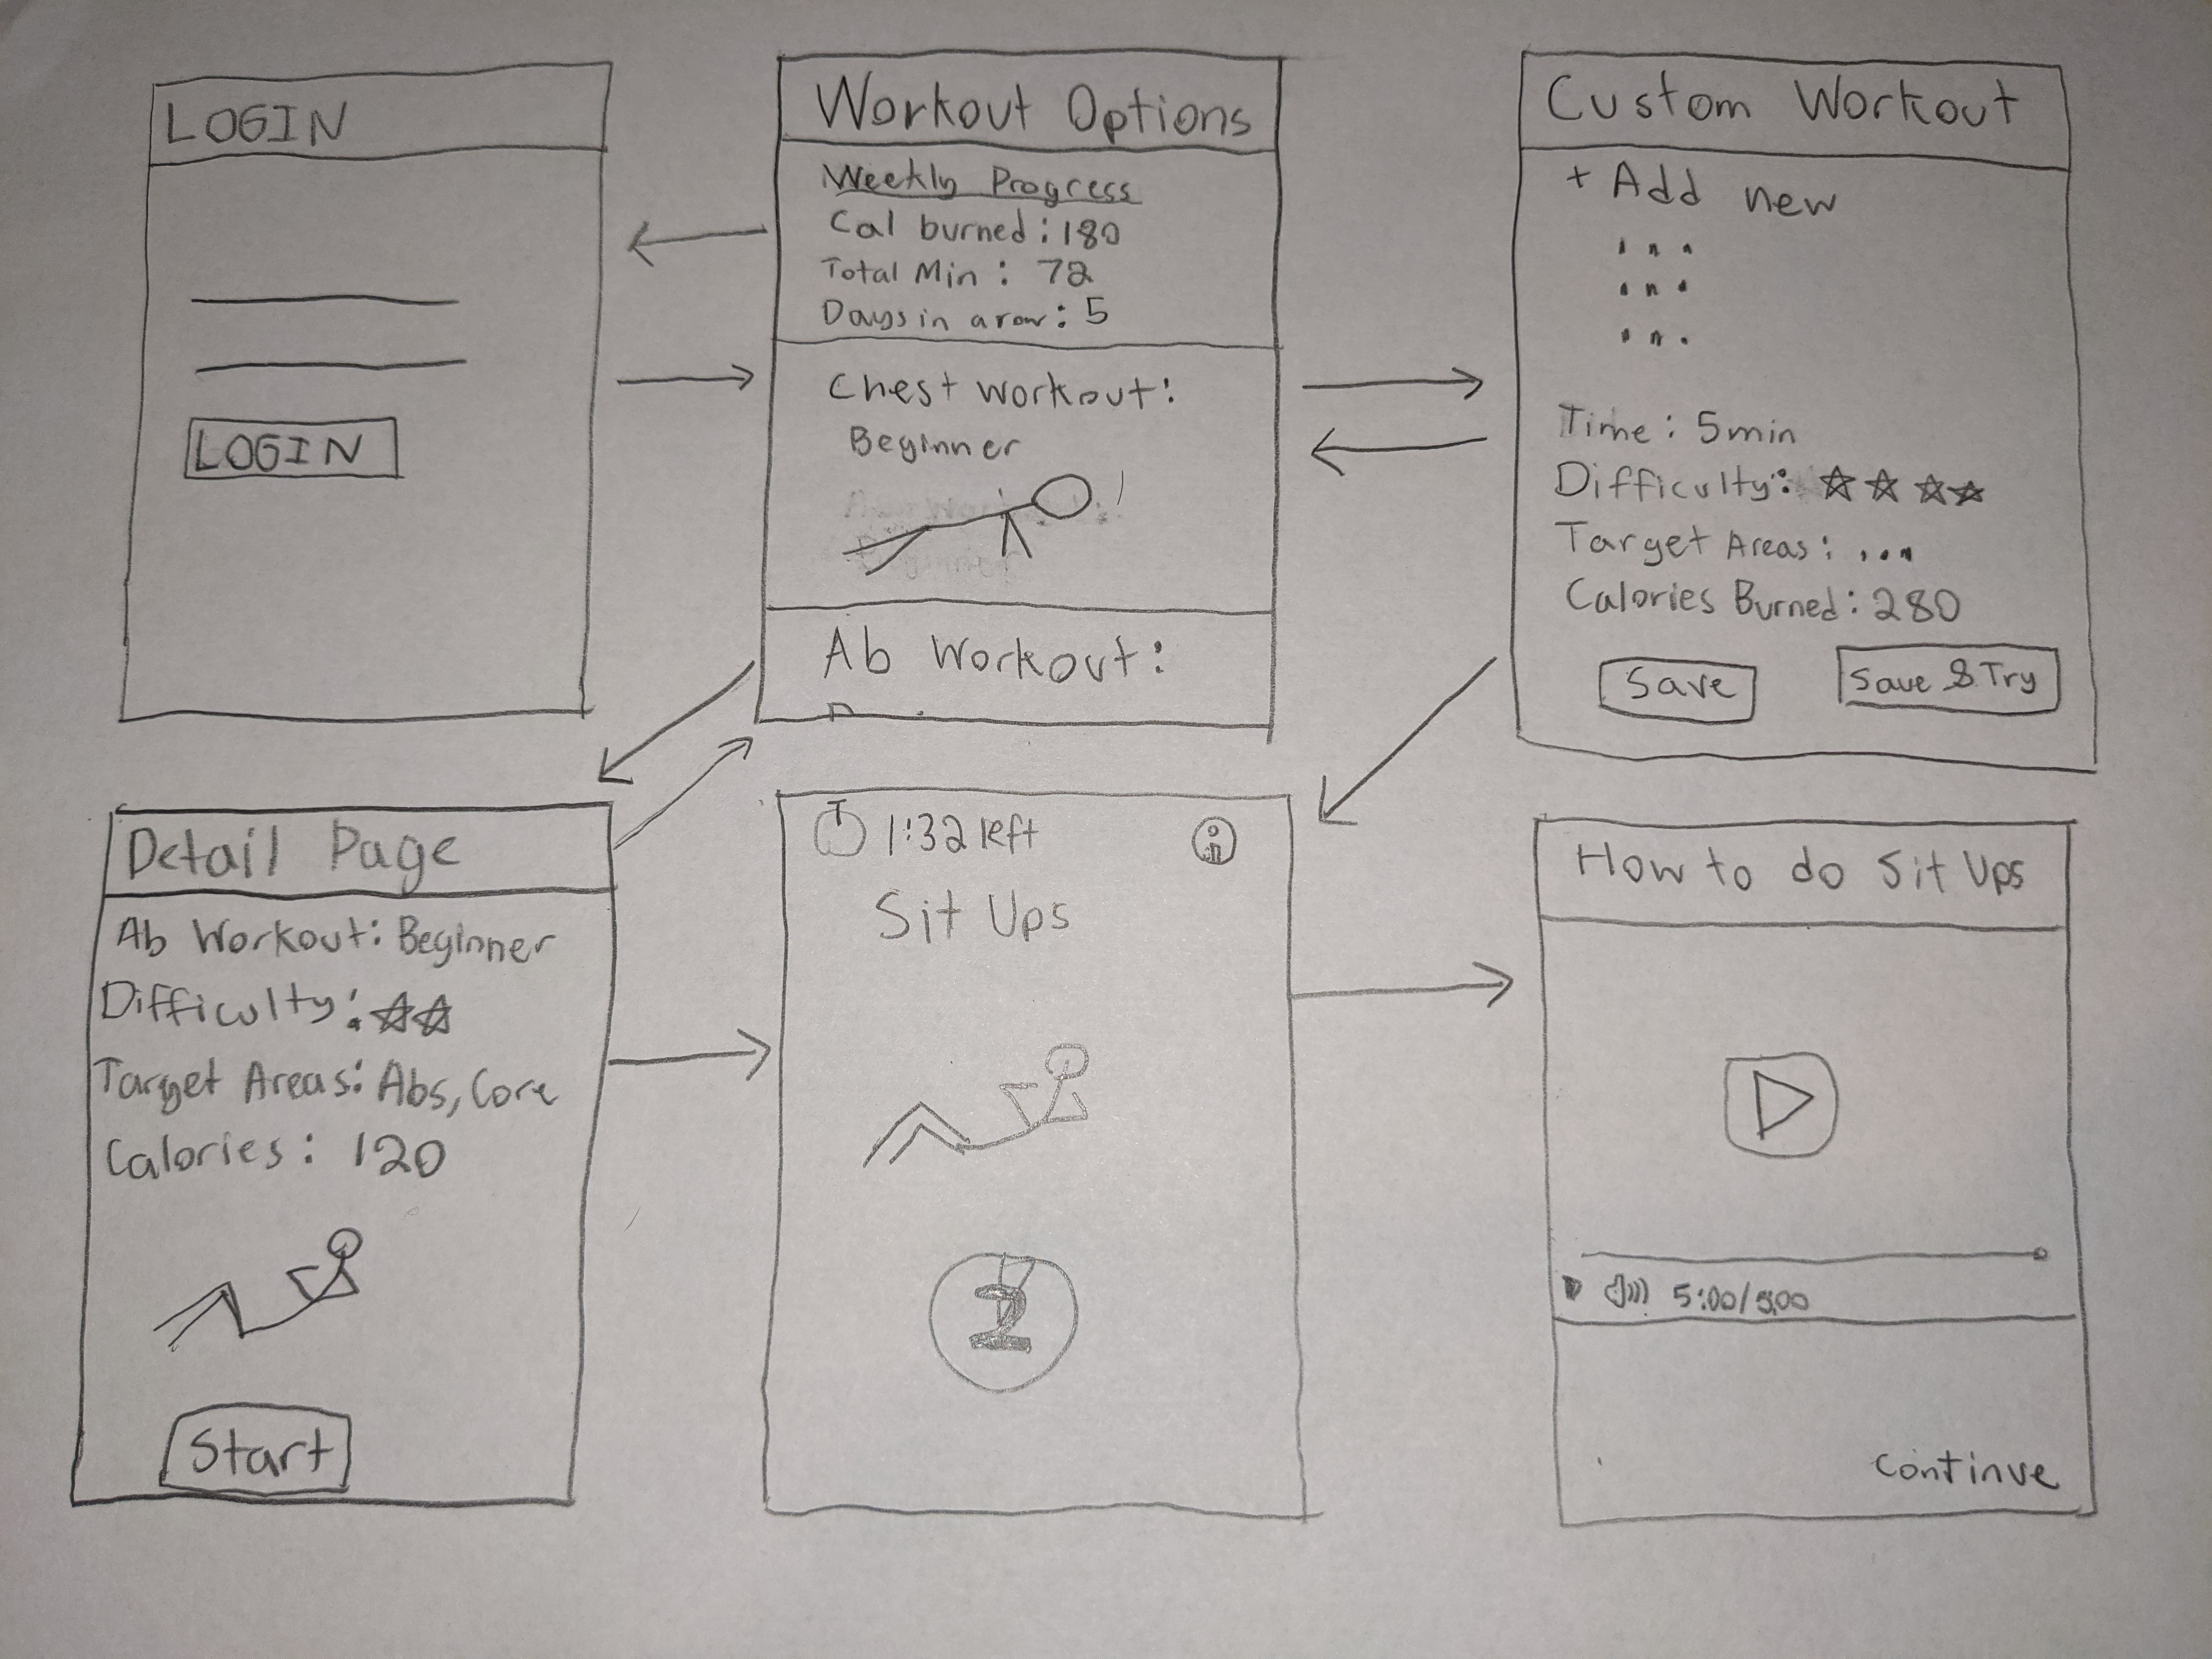 LOGIN
LOGIN
Workout Options
Weekly Progress
Cal burned: 180
Total Min: 72
Days in a row: 5
Chest workout:
Beginner
Ab Workout:
Custom Workout
+ Add new
...
...
...
Time: 5min
Difficulty: ☆☆☆☆
Target Areas: ...
Calories Burned: 280
Save
Save & Try
Detail Page
Ab Workout: Beginner
Difficulty: ☆☆
Target Areas: Abs, Core
Calories: 120
Start
1:32 left
i
Sit Ups
2
How to do Sit Ups
5:00/5:00
Continue